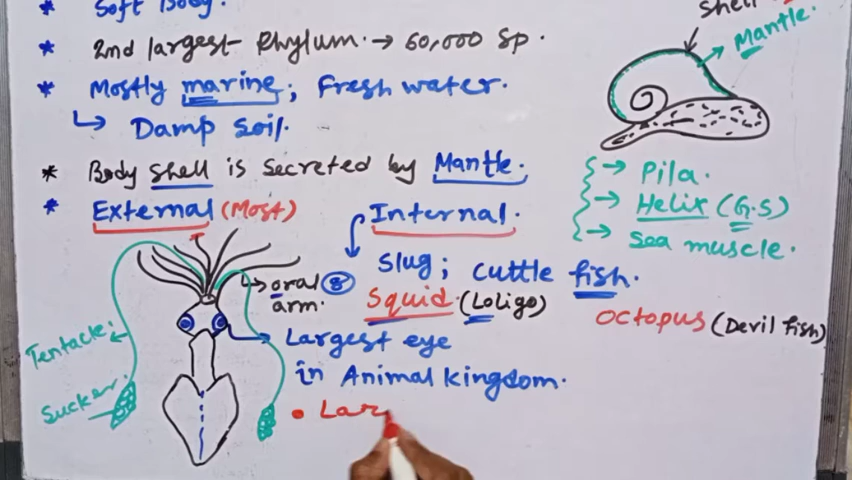 * Soft Body.
* 2nd largest Phylum. → 60,000 Sp.
* Mostly marine; Fresh water.
↳ Damp soil.
* Body shell is secreted by Mantle.
* External (Most)
Internal.
Slug; cuttle fish.
Squid. (Loligo)
oral 8
arm.
Largest eye
in Animal kingdom.
• Lar
Tentacle
Sucker
Shell
Mantle.
→ Pila.
→ Helix (G.S)
→ Sea muscle.
Octopus (Devil fish)